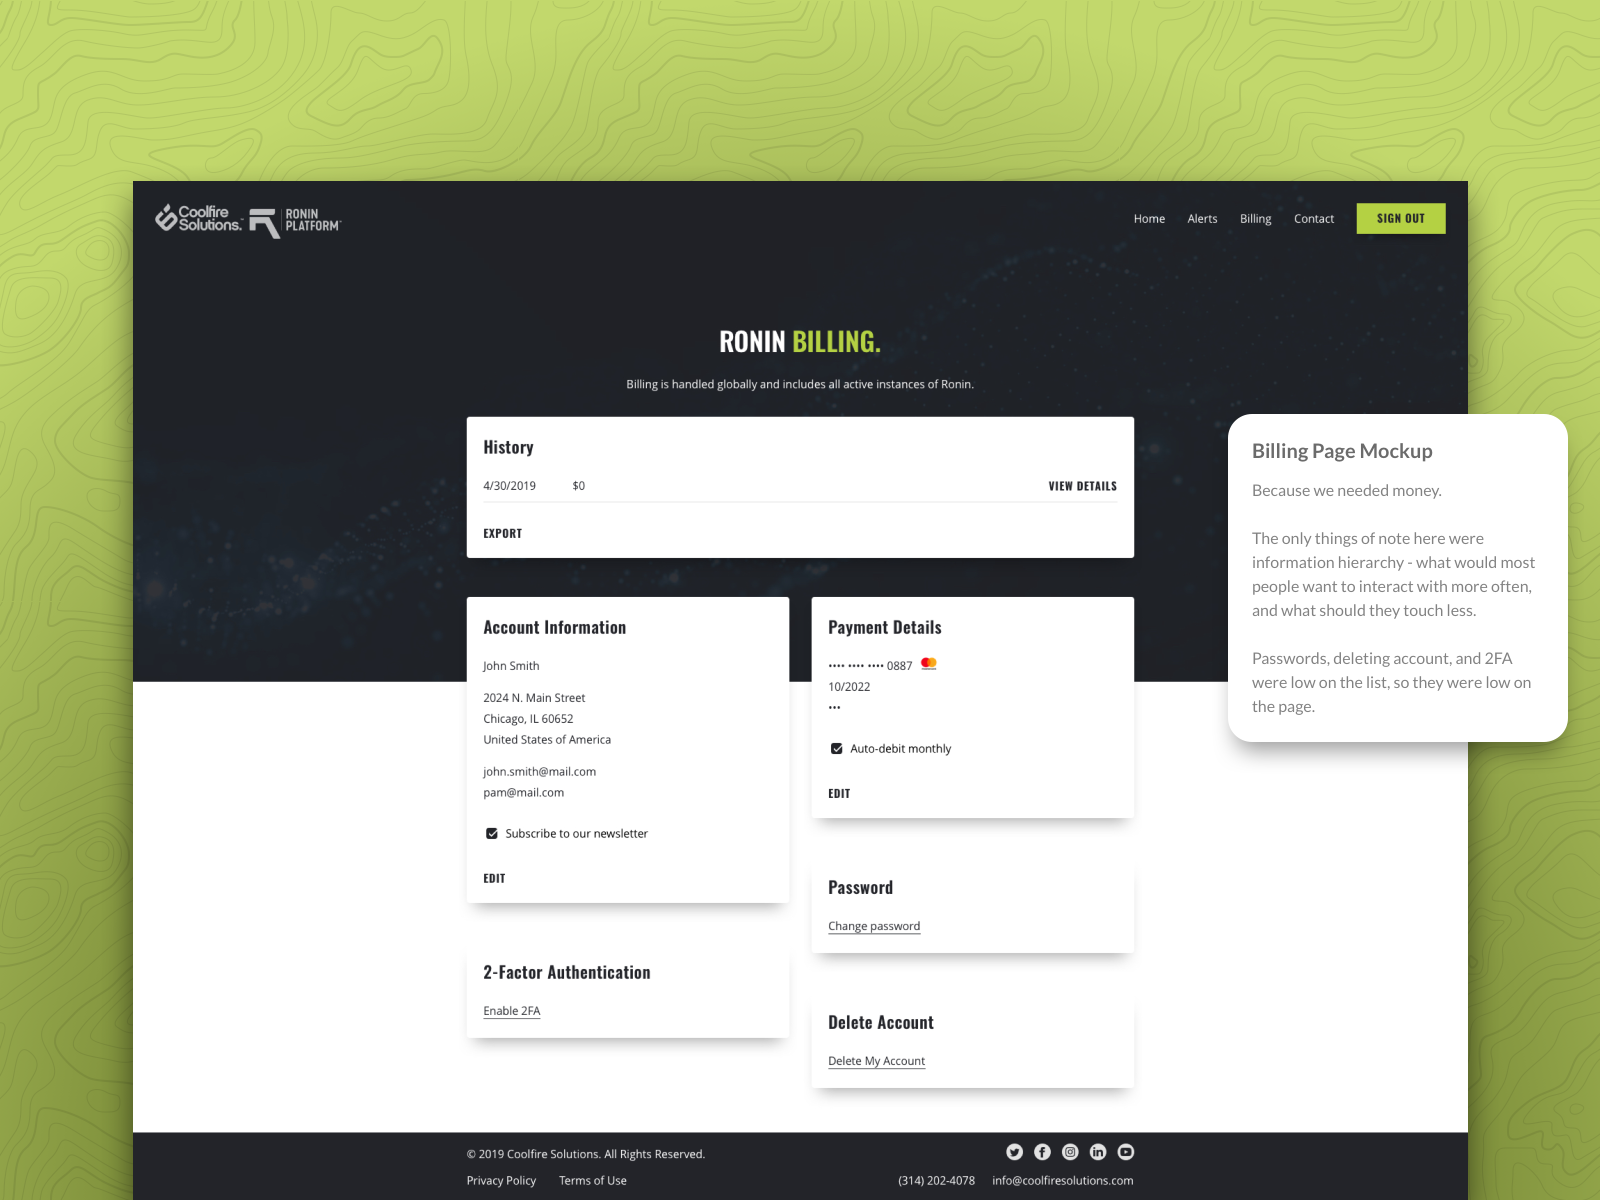 Coolfire
Solutions.
RONIN
PLATFORM
Home
Alerts
Billing
Contact
SIGN OUT
RONIN BILLING.
Billing is handled globally and includes all active instances of Ronin.
History
4/30/2019 $0 VIEW DETAILS
EXPORT
Account Information
John Smith
2024 N. Main Street
Chicago, IL 60652
United States of America
john.smith@mail.com
pam@mail.com
Subscribe to our newsletter
EDIT
Payment Details
•••• •••• •••• 0887
10/2022
•••
Auto-debit monthly
EDIT
Password
Change password
2-Factor Authentication
Enable 2FA
Delete Account
Delete My Account
Billing Page Mockup
Because we needed money.
The only things of note here were
information hierarchy - what would most
people want to interact with more often,
and what should they touch less.
Passwords, deleting account, and 2FA
were low on the list, so they were low on
the page.
© 2019 Coolfire Solutions. All Rights Reserved.
Privacy Policy Terms of Use
(314) 202-4078 info@coolfiresolutions.com